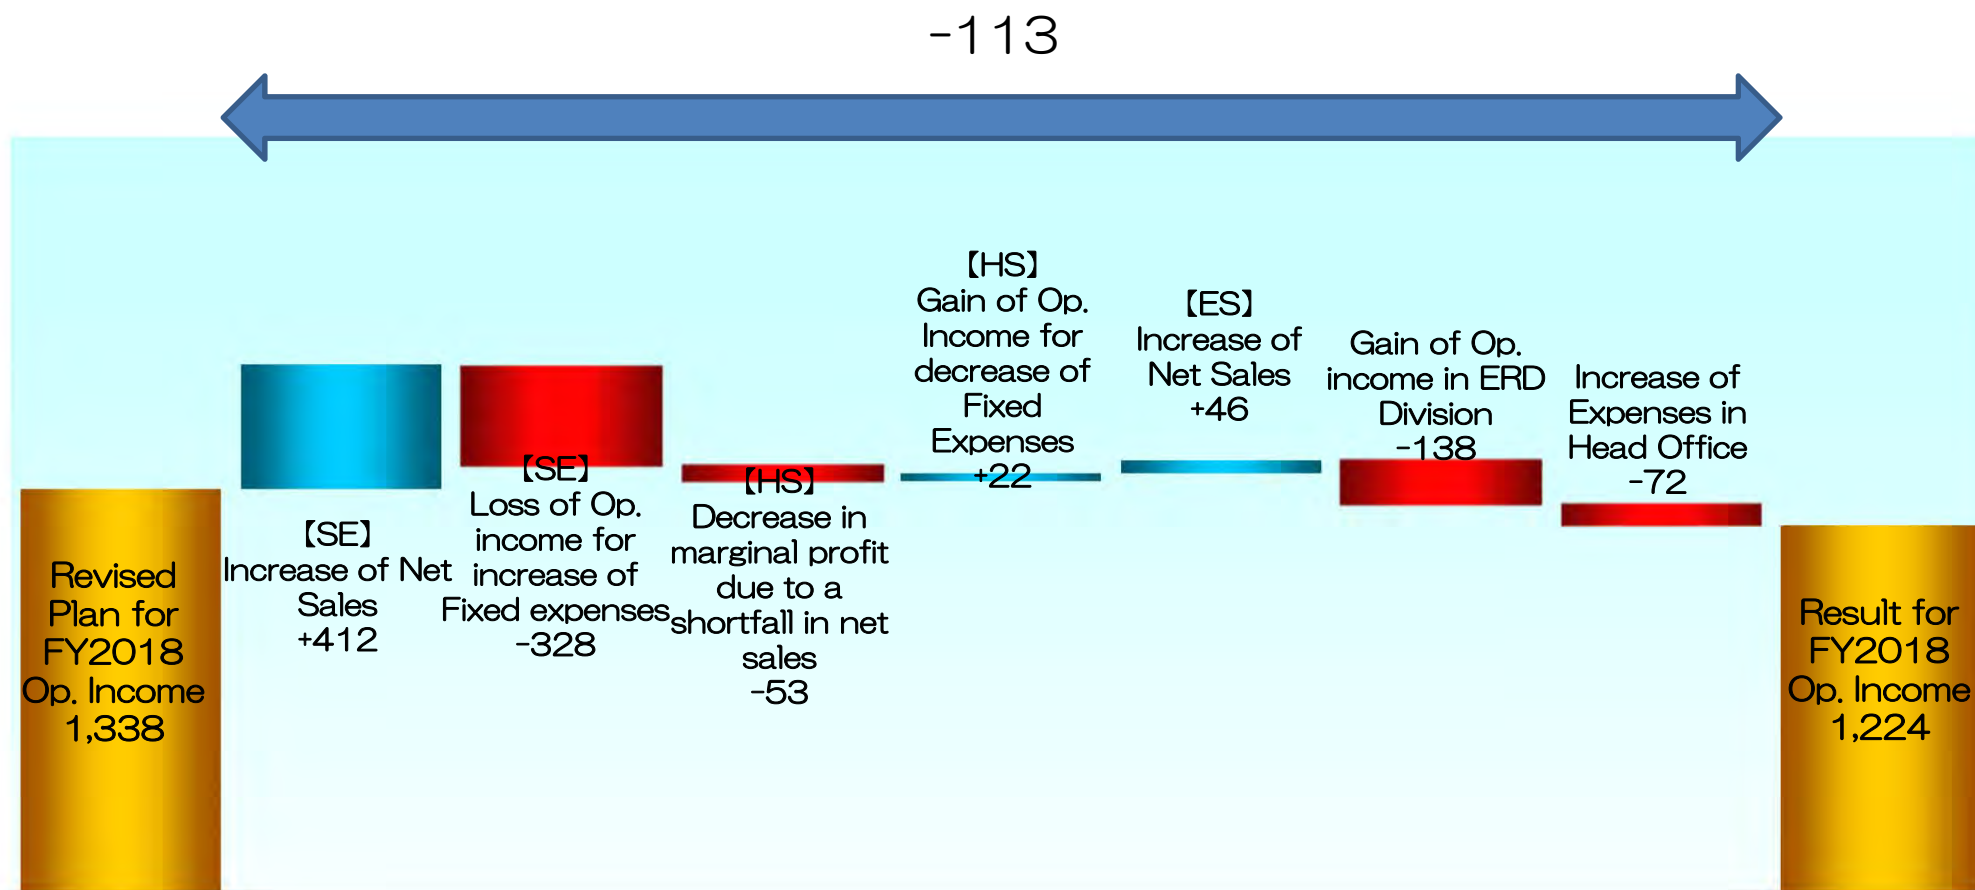 -113
Revised
Plan for
FY2018
Op. Income
1,338
【SE】
Increase of Net
Sales
+412
【SE】
Loss of Op.
income for
increase of
Fixed expenses
-328
【HS】
Decrease in
marginal profit
due to a
shortfall in net
sales
-53
【HS】
Gain of Op.
Income for
decrease of
Fixed
Expenses
+22
【ES】
Increase of
Net Sales
+46
Gain of Op.
income in ERD
Division
-138
Increase of
Expenses in
Head Office
-72
Result for
FY2018
Op. Income
1,224